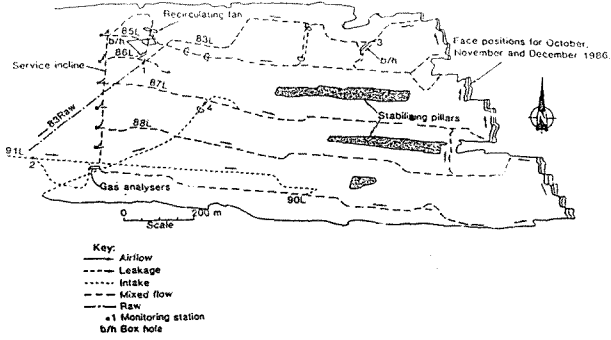 Recirculating fan
85L
b/h
83L
86L
Service incline
87L
83Raw
88L
91L
2
4
3
b/h
Face positions for October,
November and December 1986.
N
Stabilising pillars
Gas analysers
90L
0 200 m
Scale
Key:
Airflow
Leakage
Intake
Mixed flow
Raw
•1 Monitoring station
b/h Box hole